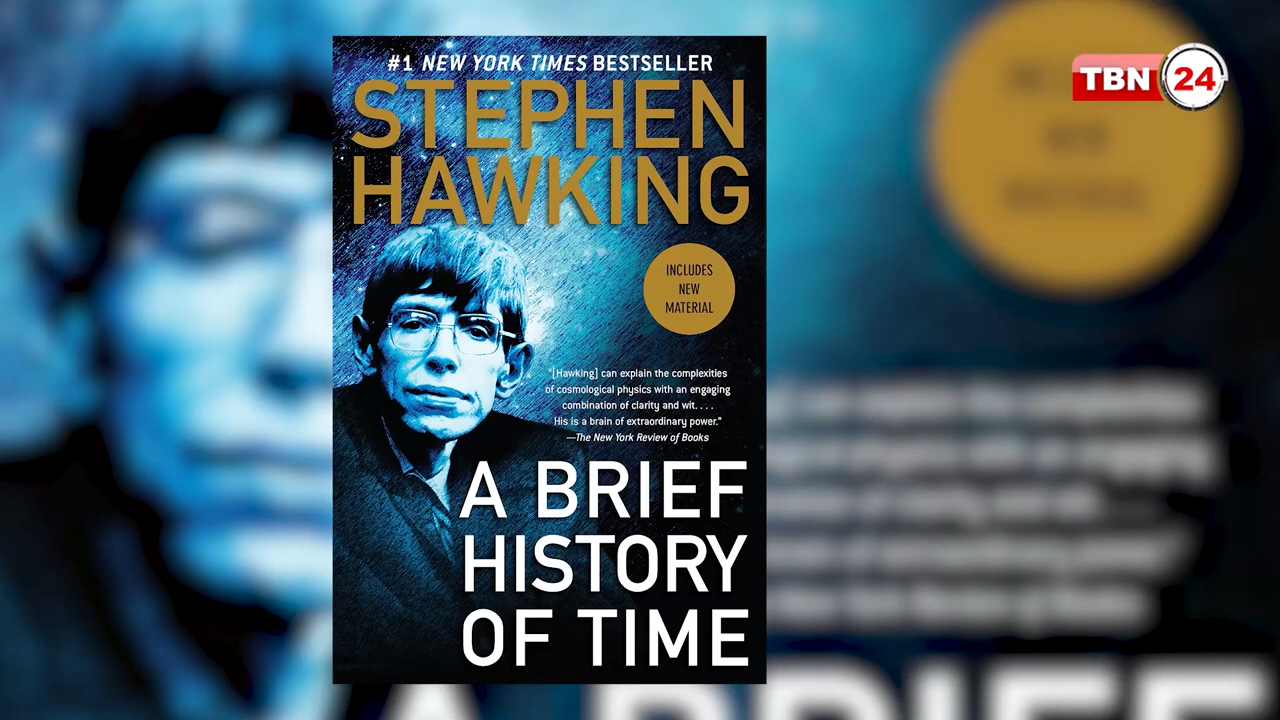 #1 NEW YORK TIMES BESTSELLER
STEPHEN
HAWKING
INCLUDES
NEW
MATERIAL
"[Hawking] can explain the complexities
of cosmological physics with an engaging
combination of clarity and wit. . . .
His is a brain of extraordinary power."
—The New York Review of Books
A BRIEF
HISTORY
OF TIME
TBN 24